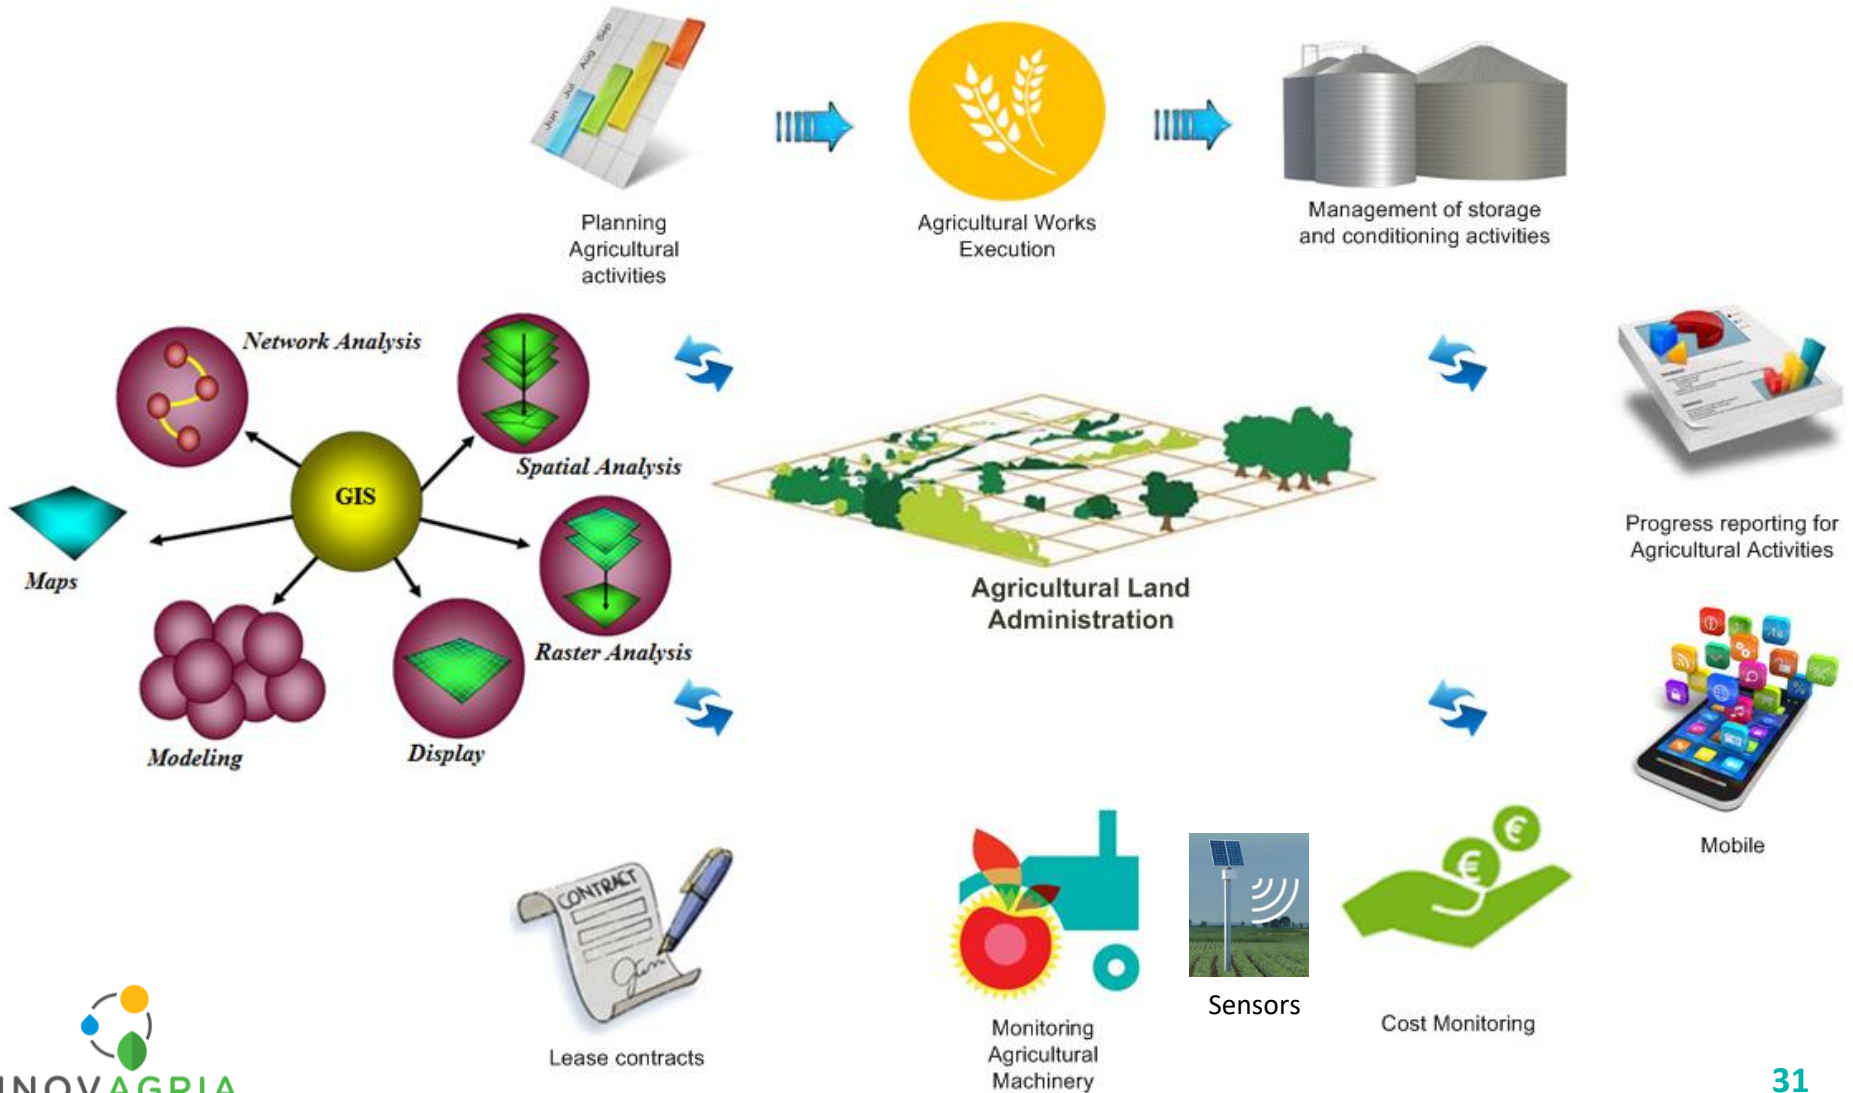 Jun
Jul
Aug
Sep
Planning
Agricultural
activities
Agricultural Works
Execution
Management of storage
and conditioning activities
Network Analysis
Spatial Analysis
GIS
Maps
Raster Analysis
Modeling
Display
Agricultural Land
Administration
Progress reporting for
Agricultural Activities
Mobile
CONTRACT
Lease contracts
Monitoring
Agricultural
Machinery
Sensors
Cost Monitoring
INOVAGRIA
31